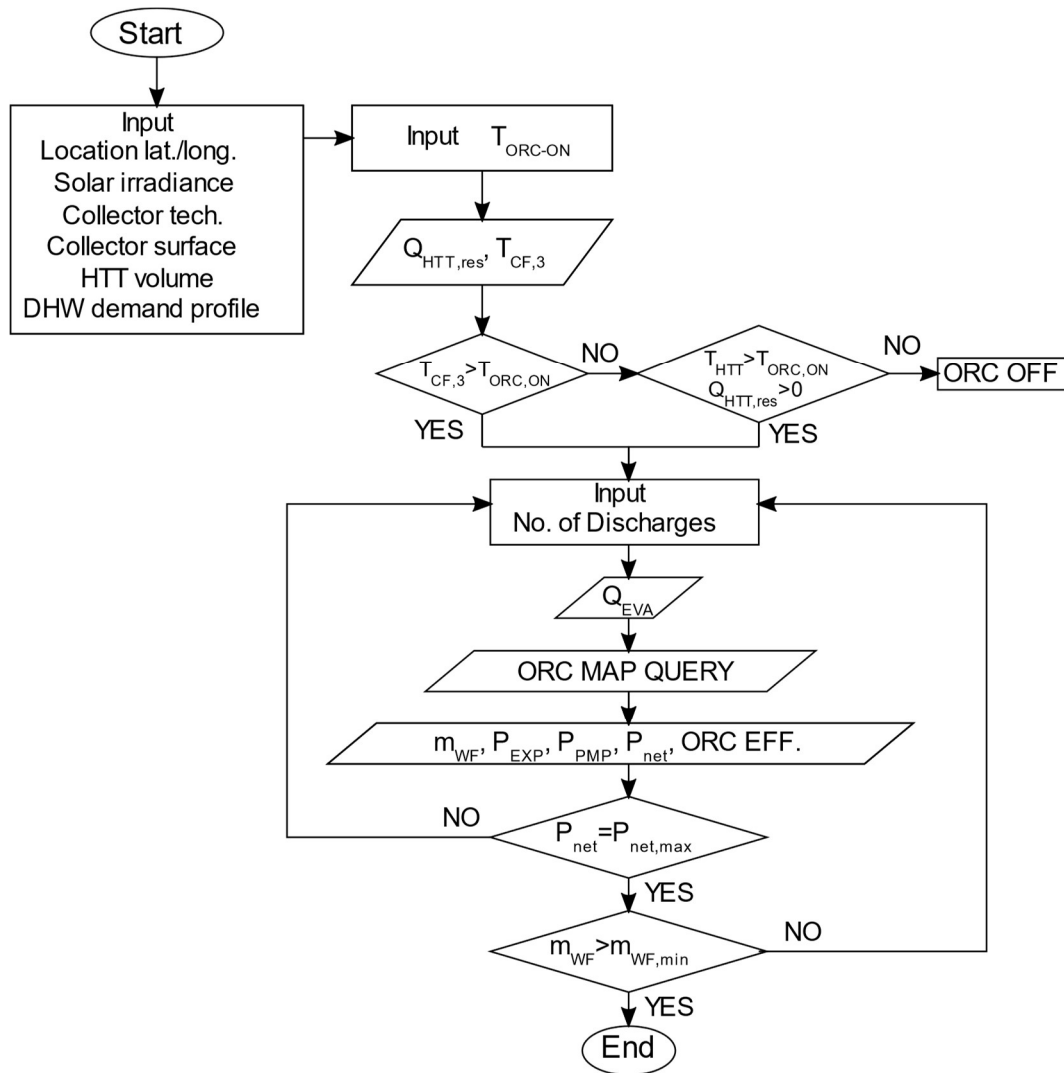 Start
Input
Location lat./long.
Solar irradiance
Collector tech.
Collector surface
HTT volume
DHW demand profile
Input T_ORC-ON
Q_HTT,res, T_CF,3
T_CF,3>T_ORC,ON
NO
T_HTT>T_ORC,ON
Q_HTT,res>0
NO
ORC OFF
YES
YES
Input
No. of Discharges
Q_EVA
ORC MAP QUERY
m_WF, P_EXP, P_PMP, P_net, ORC EFF.
NO
P_net=P_net,max
YES
m_WF>m_WF,min
NO
YES
End